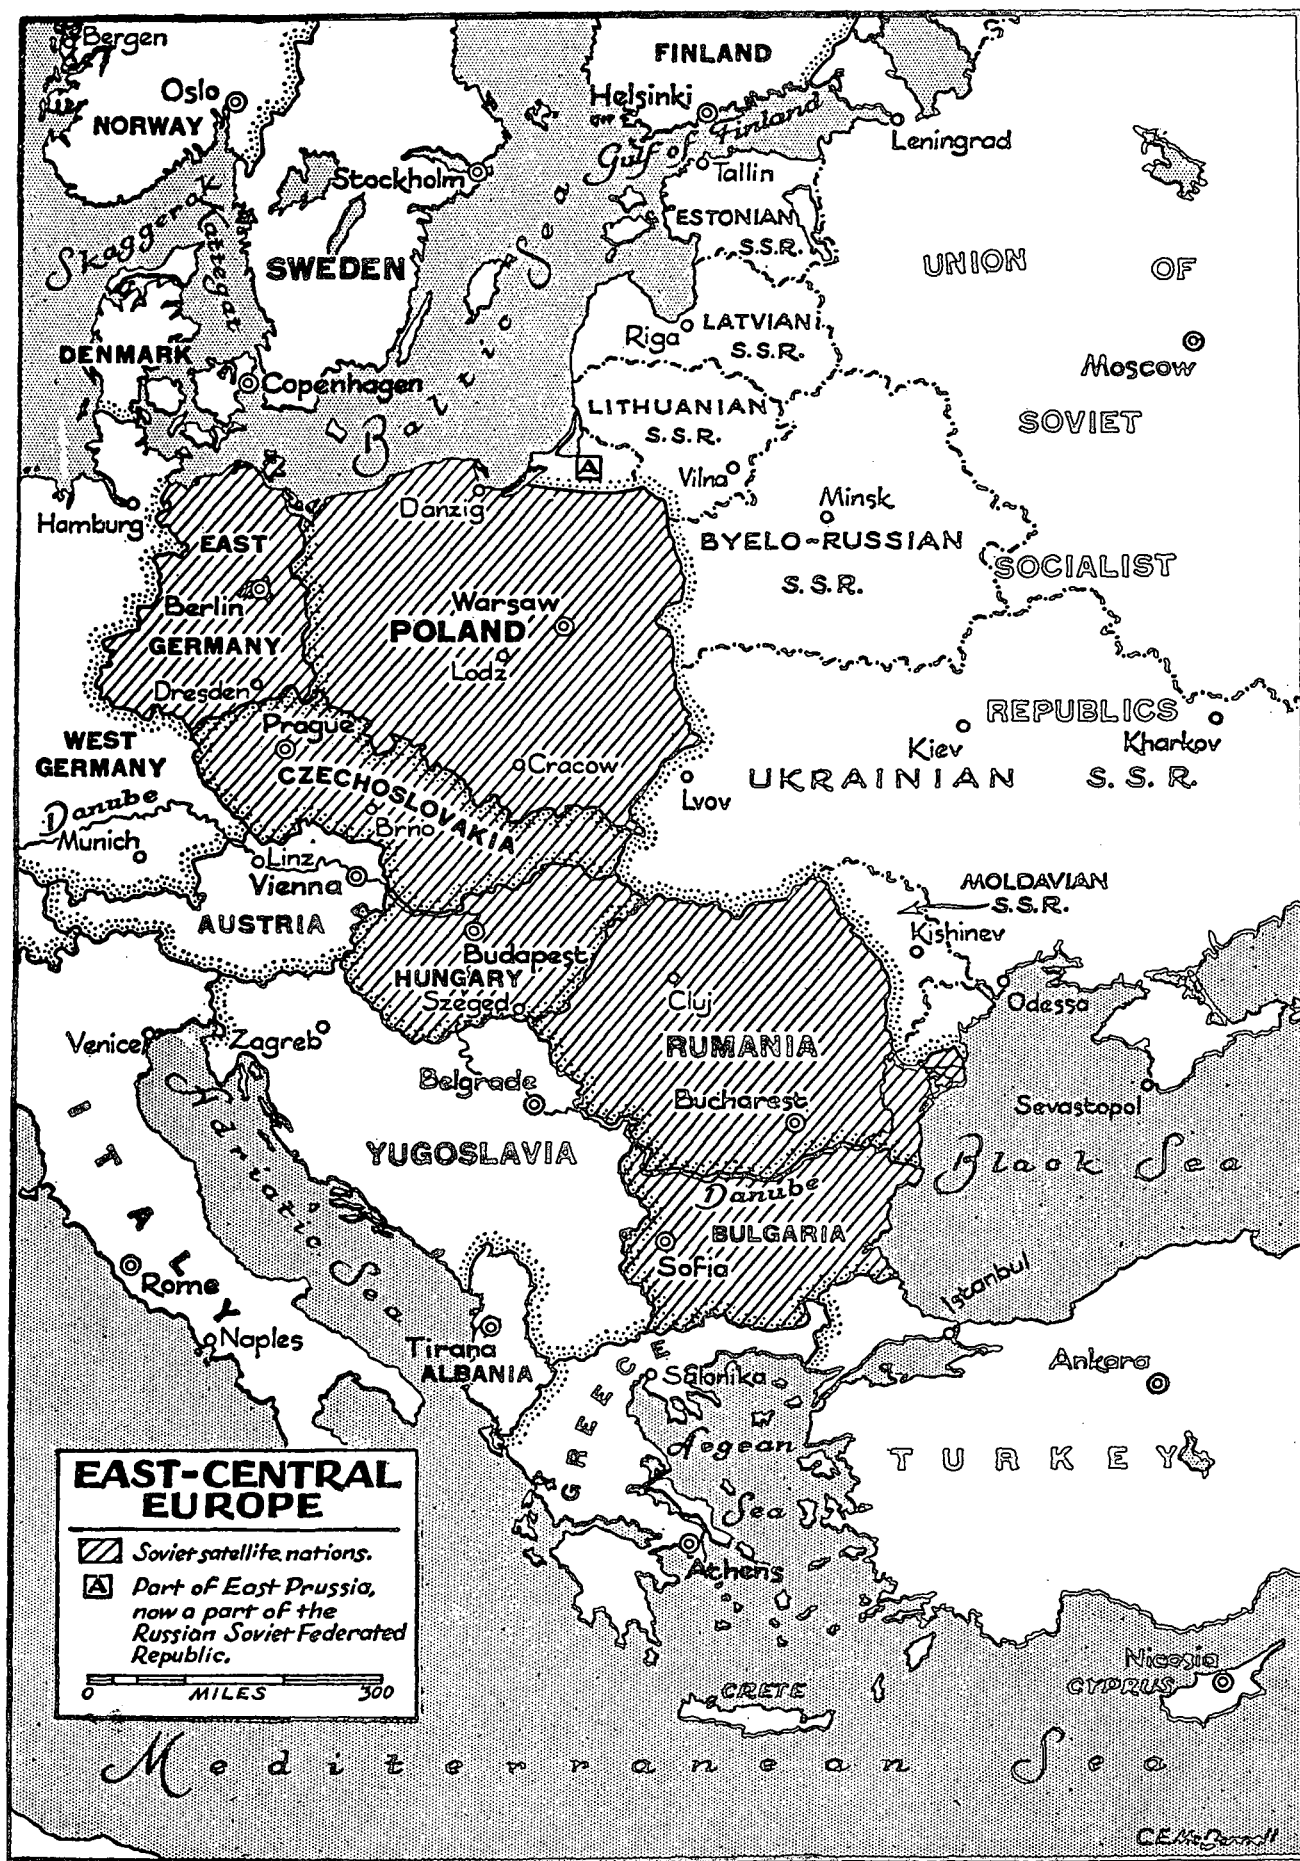 Bergen
Oslo
NORWAY
FINLAND
Helsinki
Gulf of Finland
Leningrad
Stockholm
Tallin
Skagger
Kattegat
SWEDEN
ESTONIAN
S.S.R.
UNION OF
SOVIET
SOCIALIST
REPUBLICS
Baltic Sea
Riga
LATVIAN
S.S.R.
Moscow
DENMARK
Copenhagen
LITHUANIAN
S.S.R.
A
Vilna
Minsk
Hamburg
Danzig
BYELO-RUSSIAN
S.S.R.
EAST
GERMANY
Berlin
Dresden
Warsaw
POLAND
Lodz
Cracow
WEST
GERMANY
Danube
Munich
Prague
CZECHOSLOVAKIA
Brno
Lvov
Kiev
Kharkov
UKRAINIAN S.S.R.
Linz
Vienna
AUSTRIA
MOLDAVIAN
S.S.R.
Kishinev
Odessa
Budapest
HUNGARY
Szeged
Cluj
RUMANIA
Bucharest
Sevastopol
Venice
Zagreb
Belgrade
YUGOSLAVIA
ITALY
Adriatic Sea
Black Sea
Danube
BULGARIA
Sofia
Rome
Naples
Istanbul
Tirana
ALBANIA
GREECE
Salonika
Ankara
TURKEY
Aegean
Sea
Athens
Nicosia
CYPRUS
CRETE
Mediterranean Sea
EAST-CENTRAL
EUROPE
Soviet satellite nations.
A Part of East Prussia,
now a part of the
Russian Soviet Federated
Republic.
0 MILES 300